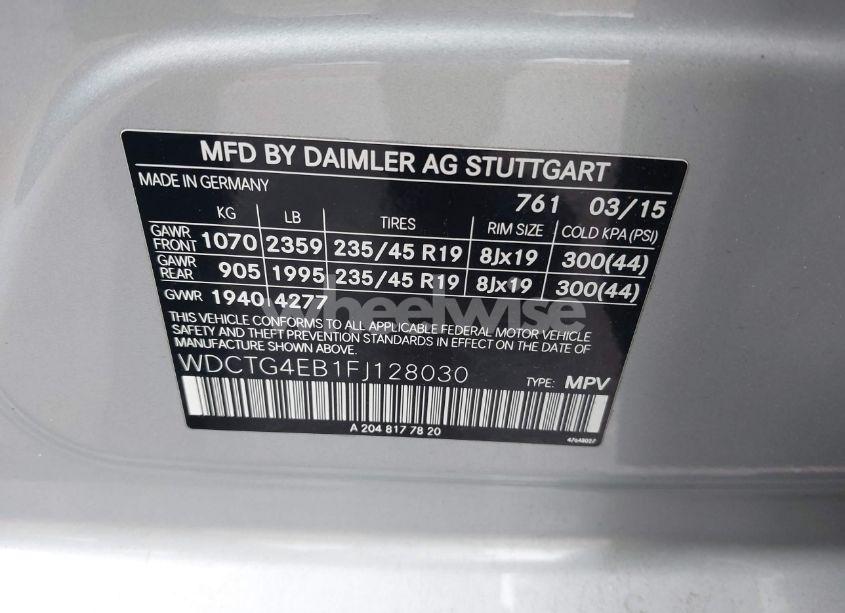 MFD BY DAIMLER AG STUTTGART
MADE IN GERMANY
761 03/15
KG LB TIRES RIM SIZE COLD KPA (PSI)
GAWR FRONT 1070 2359 235/45 R19 8Jx19 300(44)
GAWR REAR 905 1995 235/45 R19 8Jx19 300(44)
GVWR 1940 4277
wheelwise
THIS VEHICLE CONFORMS TO ALL APPLICABLE FEDERAL MOTOR VEHICLE
SAFETY AND THEFT PREVENTION STANDARDS IN EFFECT ON THE DATE OF
MANUFACTURE SHOWN ABOVE.
WDCTG4EB1FJ128030 TYPE: MPV
A 204 817 78 20